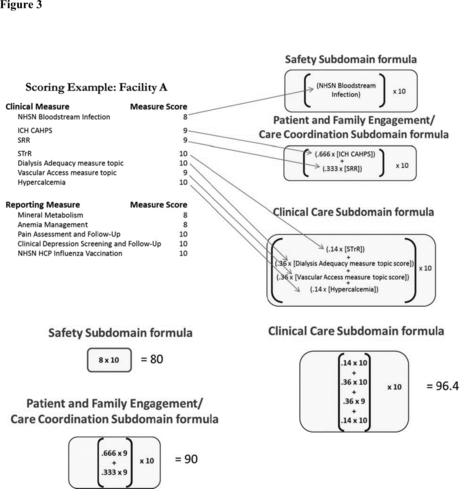 Figure 3
Scoring Example: Facility A
Clinical Measure Measure Score
NHSN Bloodstream Infection 8
ICH CAHPS 9
SRR 9
STrR 10
Dialysis Adequacy measure topic 10
Vascular Access measure topic 9
Hypercalcemia 10
Reporting Measure Measure Score
Mineral Metabolism 8
Anemia Management 8
Pain Assessment and Follow-Up 10
Clinical Depression Screening and Follow-Up 10
NHSN HCP Influenza Vaccination 10
Safety Subdomain formula
(NHSN Bloodstream
Infection)
x 10
Patient and Family Engagement/
Care Coordination Subdomain formula
(.666 x [ICH CAHPS])
+
(.333 x [SRR])
x 10
Clinical Care Subdomain formula
(.14 x [STrR])
+
(.36 x [Dialysis Adequacy measure topic score])
+
(.36 x [Vascular Access measure topic score])
+
(.14 x [Hypercalcemia])
x 10
Safety Subdomain formula
8 x 10 = 80
Patient and Family Engagement/
Care Coordination Subdomain formula
.666 x 9
+
.333 x 9
x 10 = 90
Clinical Care Subdomain formula
.14 x 10
+
.36 x 10
+
.36 x 9
+
.14 x 10
x 10 = 96.4